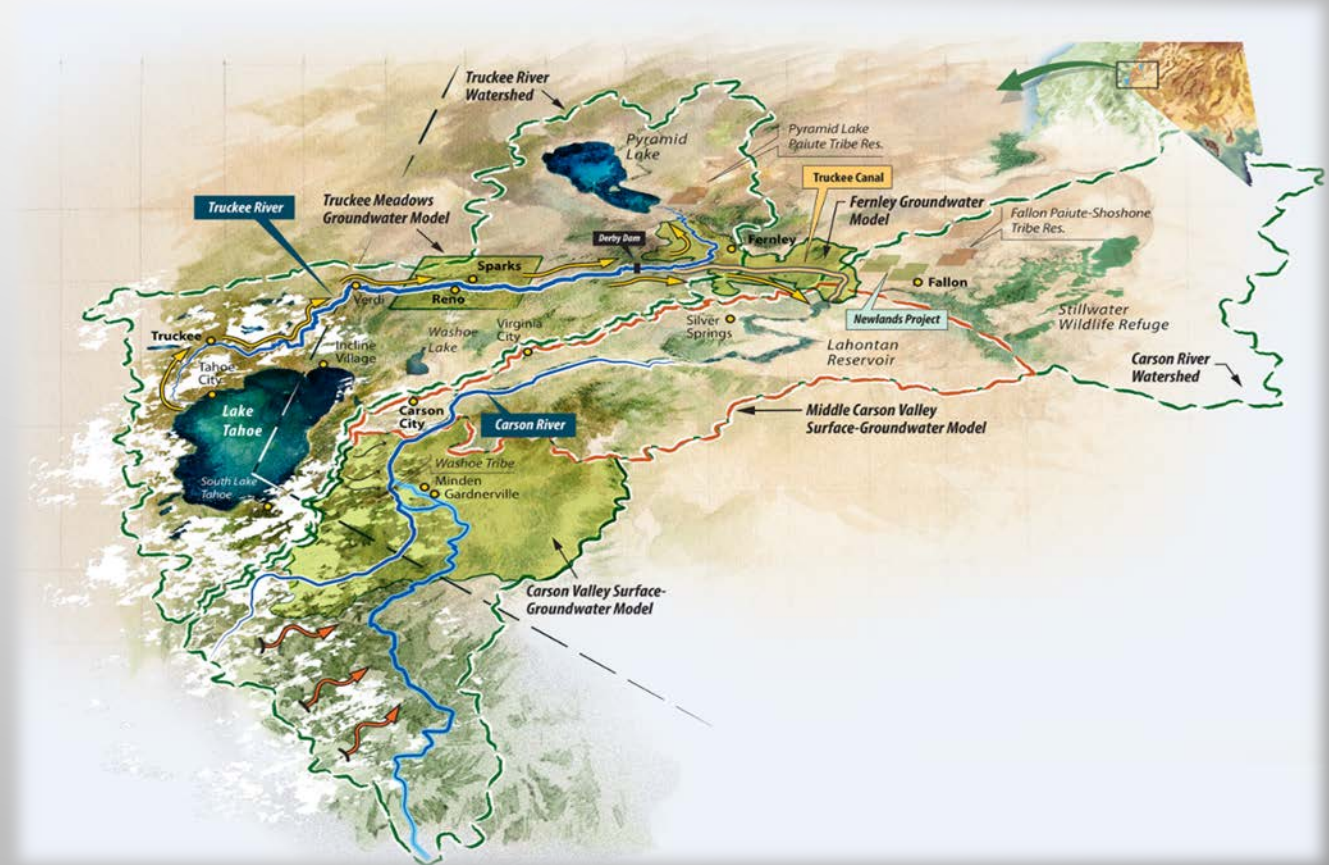 Truckee River
Watershed
Pyramid
Lake
Pyramid Lake
Paiute Tribe Res.
Truckee Canal
Truckee River
Truckee Meadows
Groundwater Model
Fernley Groundwater
Model
Fallon Paiute-Shoshone
Tribe Res.
Derby Dam
Fernley
Sparks
Verdi
Reno
Fallon
Newlands Project
Stillwater
Wildlife Refuge
Truckee
Incline
Village
Washoe
Lake
Virginia
City
Silver
Springs
Lahontan
Reservoir
Carson River
Watershed
Tahoe
City
Lake
Tahoe
Carson
City
Carson River
Middle Carson Valley
Surface-Groundwater Model
Washoe Tribe
Minden
Gardnerville
South Lake
Tahoe
Carson Valley Surface-
Groundwater Model